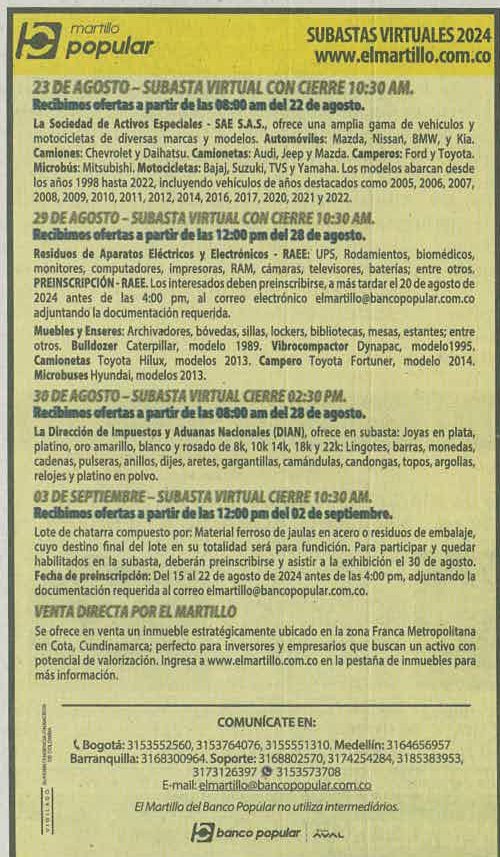 martillo
popular
SUBASTAS VIRTUALES 2024
www.elmartillo.com.co
23 DE AGOSTO – SUBASTA VIRTUAL CON CIERRE 10:30 AM.
Recibimos ofertas a partir de las 08:00 am del 22 de agosto.
La Sociedad de Activos Especiales - SAE S.A.S., ofrece una amplia gama de vehículos y
motocicletas de diversas marcas y modelos. Automóviles: Mazda, Nissan, BMW, y Kia.
Camiones: Chevrolet y Daihatsu. Camionetas: Audi, Jeep y Mazda. Camperos: Ford y Toyota.
Microbús: Mitsubishi. Motocicletas: Bajaj, Suzuki, TVS y Yamaha. Los modelos abarcan desde
los años 1998 hasta 2022, incluyendo vehículos de años destacados como 2005, 2006, 2007,
2008, 2009, 2010, 2011, 2012, 2014, 2016, 2017, 2020, 2021 y 2022.
29 DE AGOSTO – SUBASTA VIRTUAL CON CIERRE 10:30 AM.
Recibimos ofertas a partir de las 12:00 pm del 28 de agosto.
Residuos de Aparatos Eléctricos y Electrónicos - RAEE: UPS, Rodamientos, biomédicos,
monitores, computadores, impresoras, RAM, cámaras, televisores, baterías; entre otros.
PREINSCRIPCIÓN - RAEE. Los interesados deben preinscribirse, a más tardar el 20 de agosto de
2024 antes de las 4:00 pm, al correo electrónico elmartillo@bancopopular.com.co
adjuntando la documentación requerida.
Muebles y Enseres: Archivadores, bóvedas, sillas, lockers, bibliotecas, mesas, estantes; entre
otros. Bulldozer Caterpillar, modelo 1989. Vibrocompactor Dynapac, modelo1995.
Camionetas Toyota Hilux, modelos 2013. Campero Toyota Fortuner, modelo 2014.
Microbuses Hyundai, modelos 2013.
30 DE AGOSTO – SUBASTA VIRTUAL CIERRE 02:30 PM.
Recibimos ofertas a partir de las 08:00 am del 28 de agosto.
La Dirección de Impuestos y Aduanas Nacionales (DIAN), ofrece en subasta: Joyas en plata,
platino, oro amarillo, blanco y rosado de 8k, 10k 14k, 18k y 22k: Lingotes, barras, monedas,
cadenas, pulseras, anillos, dijes, aretes, gargantillas, camándulas, candongas, topos, argollas,
relojes y platino en polvo.
03 DE SEPTIEMBRE – SUBASTA VIRTUAL CIERRE 10:30 AM.
Recibimos ofertas a partir de las 12:00 pm del 02 de septiembre.
Lote de chatarra compuesto por: Material ferroso de jaulas en acero o residuos de embalaje,
cuyo destino final del lote en su totalidad será para fundición. Para participar y quedar
habilitados en la subasta, deberán preinscribirse y asistir a la exhibición el 30 de agosto.
Fecha de preinscripción: Del 15 al 22 de agosto de 2024 antes de las 4:00 pm, adjuntando la
documentación requerida al correo elmartillo@bancopopular.com.co.
VENTA DIRECTA POR EL MARTILLO
Se ofrece en venta un inmueble estratégicamente ubicado en la zona Franca Metropolitana
en Cota, Cundinamarca; perfecto para inversores y empresarios que buscan un activo con
potencial de valorización. Ingresa a www.elmartillo.com.co en la pestaña de inmuebles para
más información.
VIGILADO SUPERINTENDENCIA FINANCIERA
DE COLOMBIA
COMUNÍCATE EN:
Bogotá: 3153552560, 3153764076, 3155551310. Medellín: 3164656957
Barranquilla: 3168300964. Soporte: 3168802570, 3174254284, 3185383953,
3173126397 3153573708
E-mail: elmartillo@bancopopular.com.co
El Martillo del Banco Popular no utiliza intermediários.
banco popular
AVAL